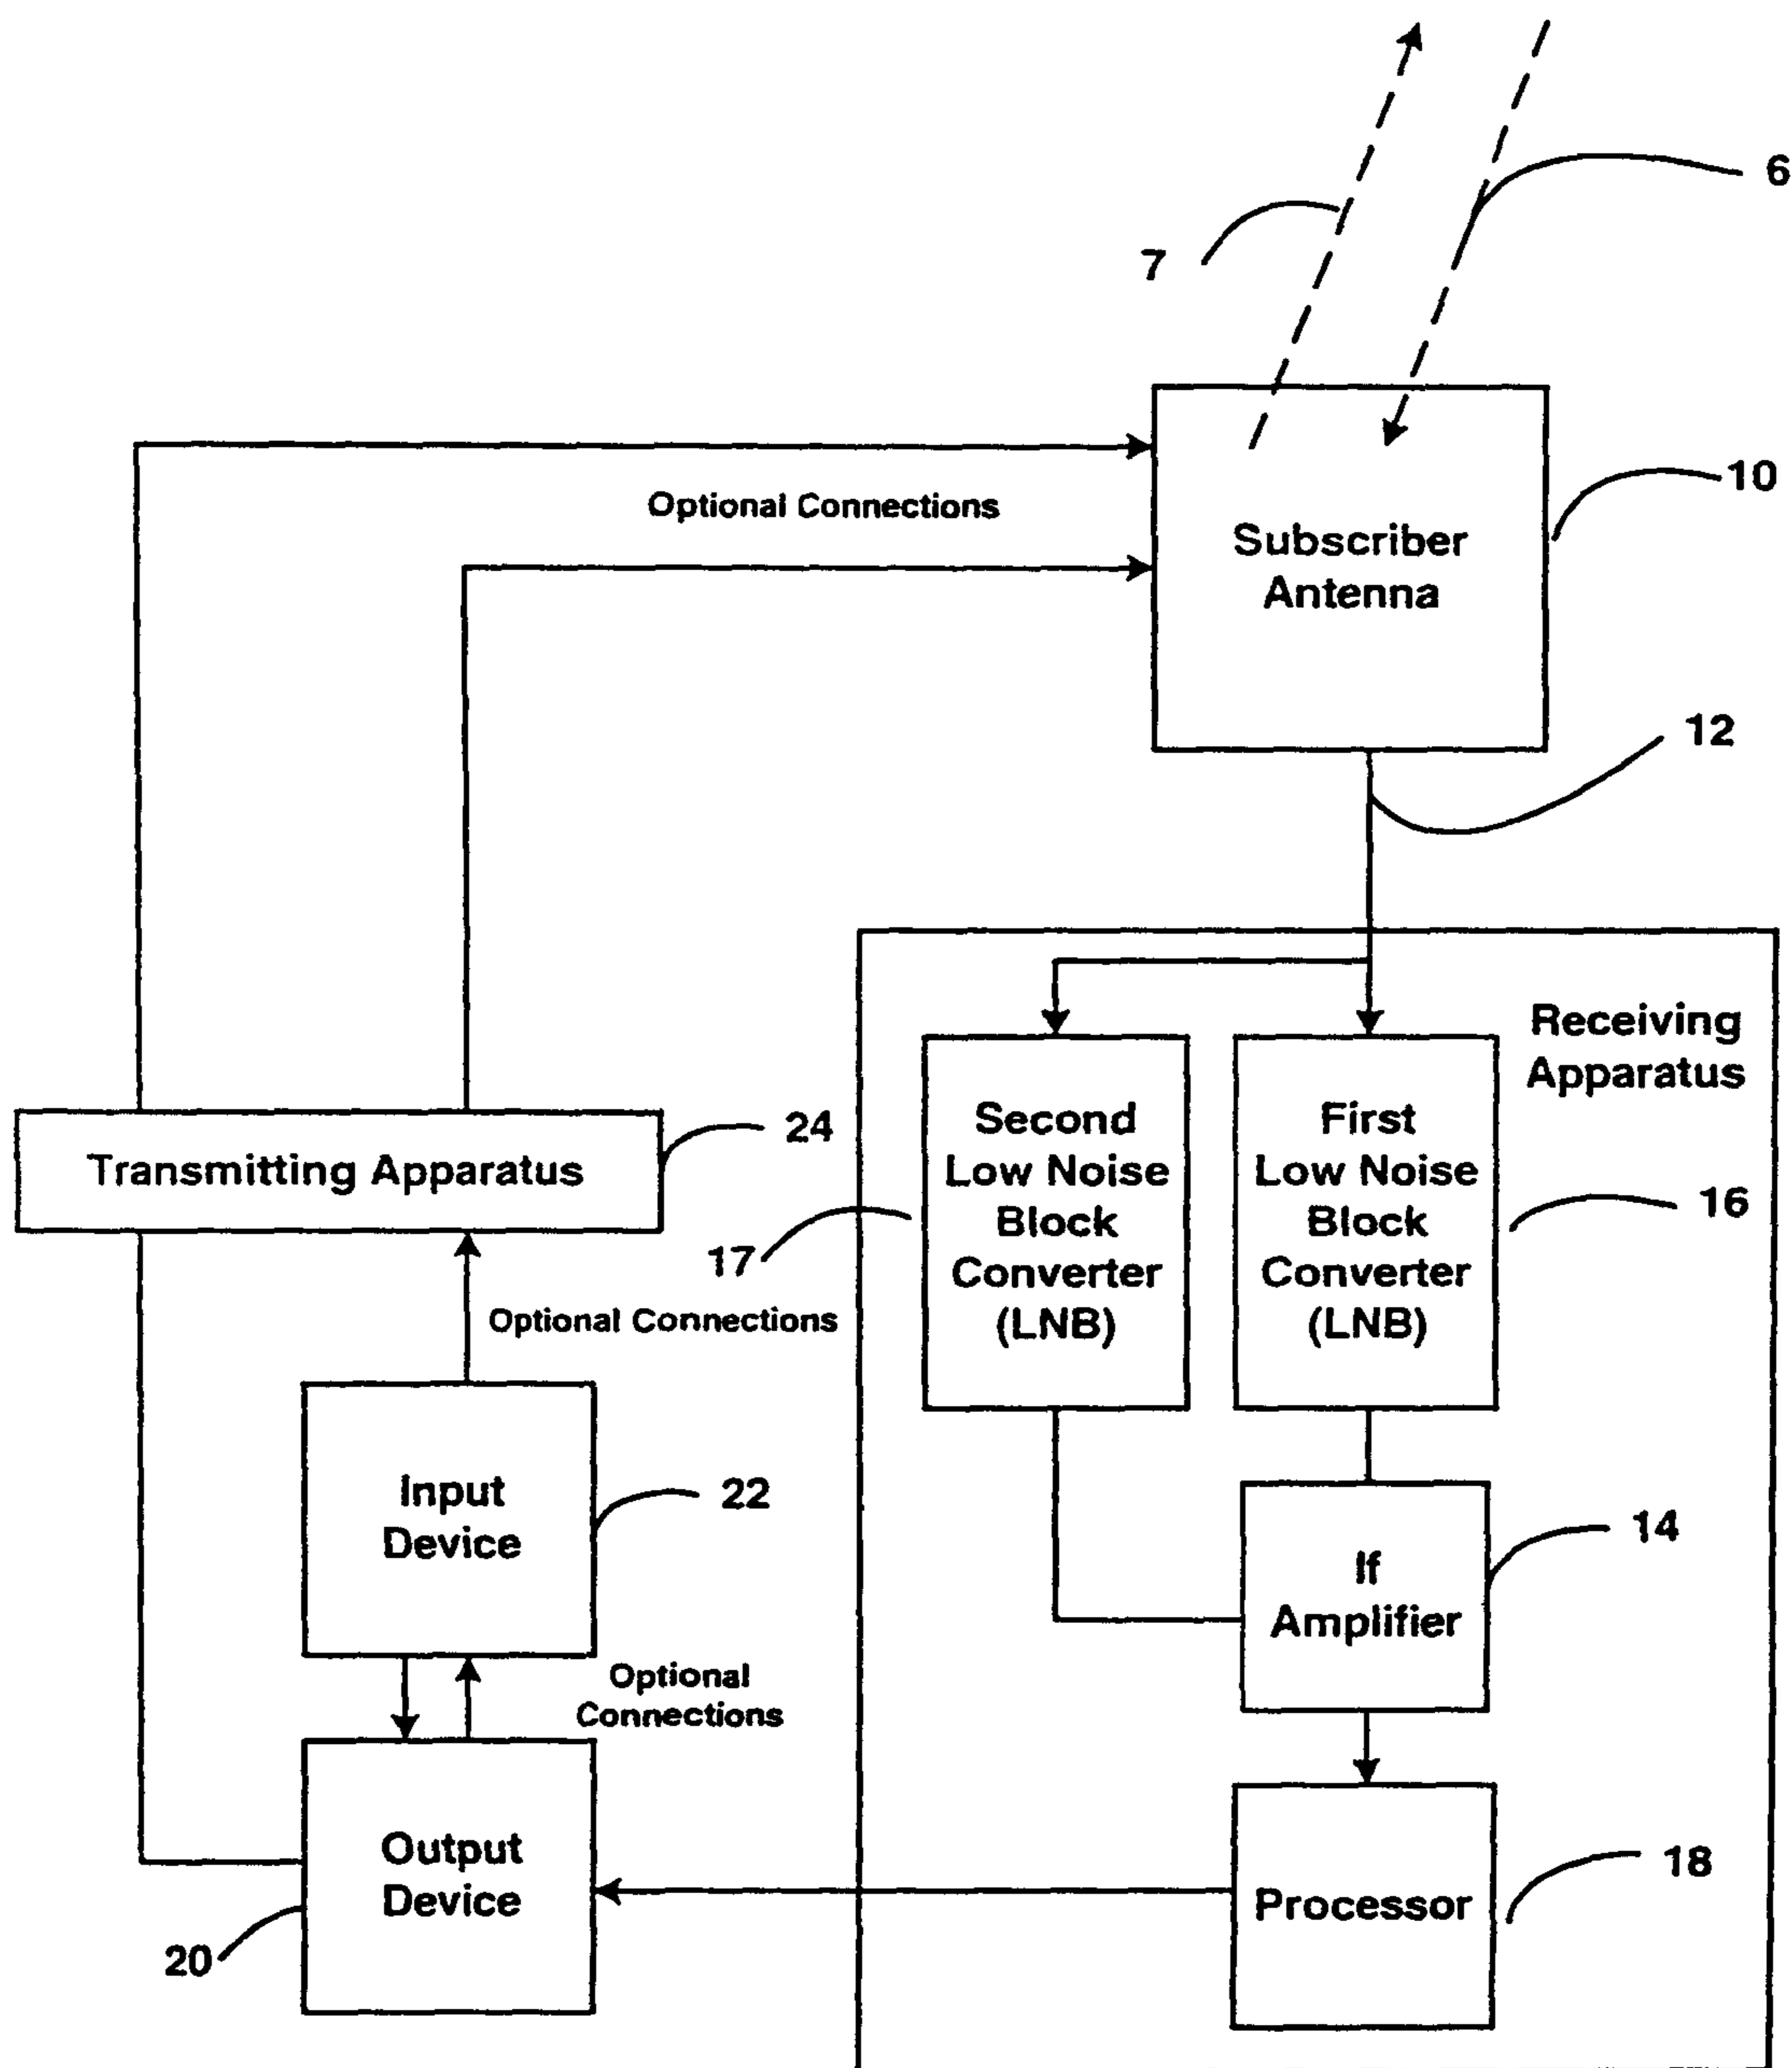 6
7
10
Optional Connections
Subscriber
Antenna
12
Receiving
Apparatus
24
Transmitting Apparatus
Second
Low Noise
Block
Converter
(LNB)
First
Low Noise
Block
Converter
(LNB)
16
17
Optional Connections
Input
Device
22
14
If
Amplifier
Optional
Connections
Output
Device
18
Processor
20